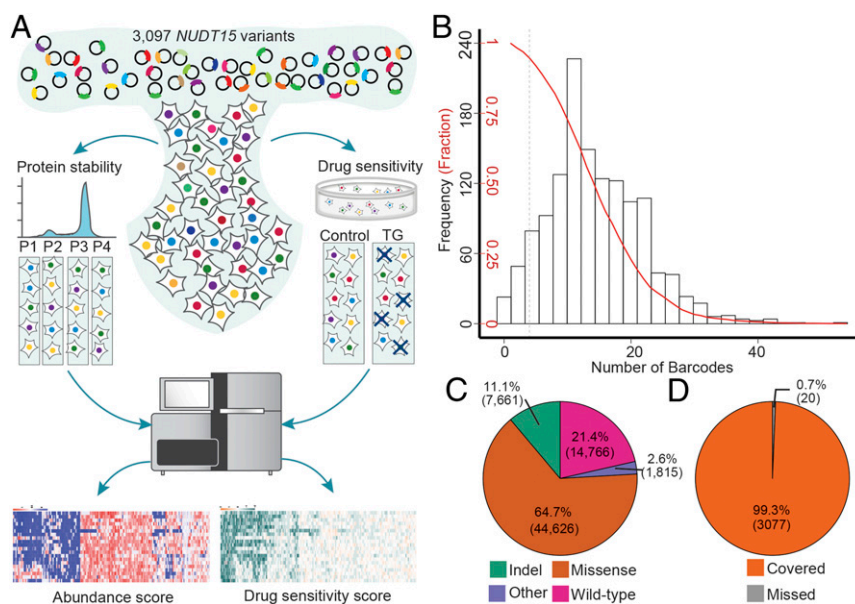 A
3,097 NUDT15 variants
Protein stability
P1 P2 P3 P4
Drug sensitivity
Control TG
Abundance score
Drug sensitivity score
B
Frequency (Fraction)
240
180
120
60
0
1
0.75
0.50
0.25
0
0 20 40
Number of Barcodes
C
11.1%
(7,661)
21.4%
(14,766)
2.6%
(1,815)
64.7%
(44,626)
Indel Missense
Other Wild-type
D
0.7%
(20)
99.3%
(3077)
Covered
Missed